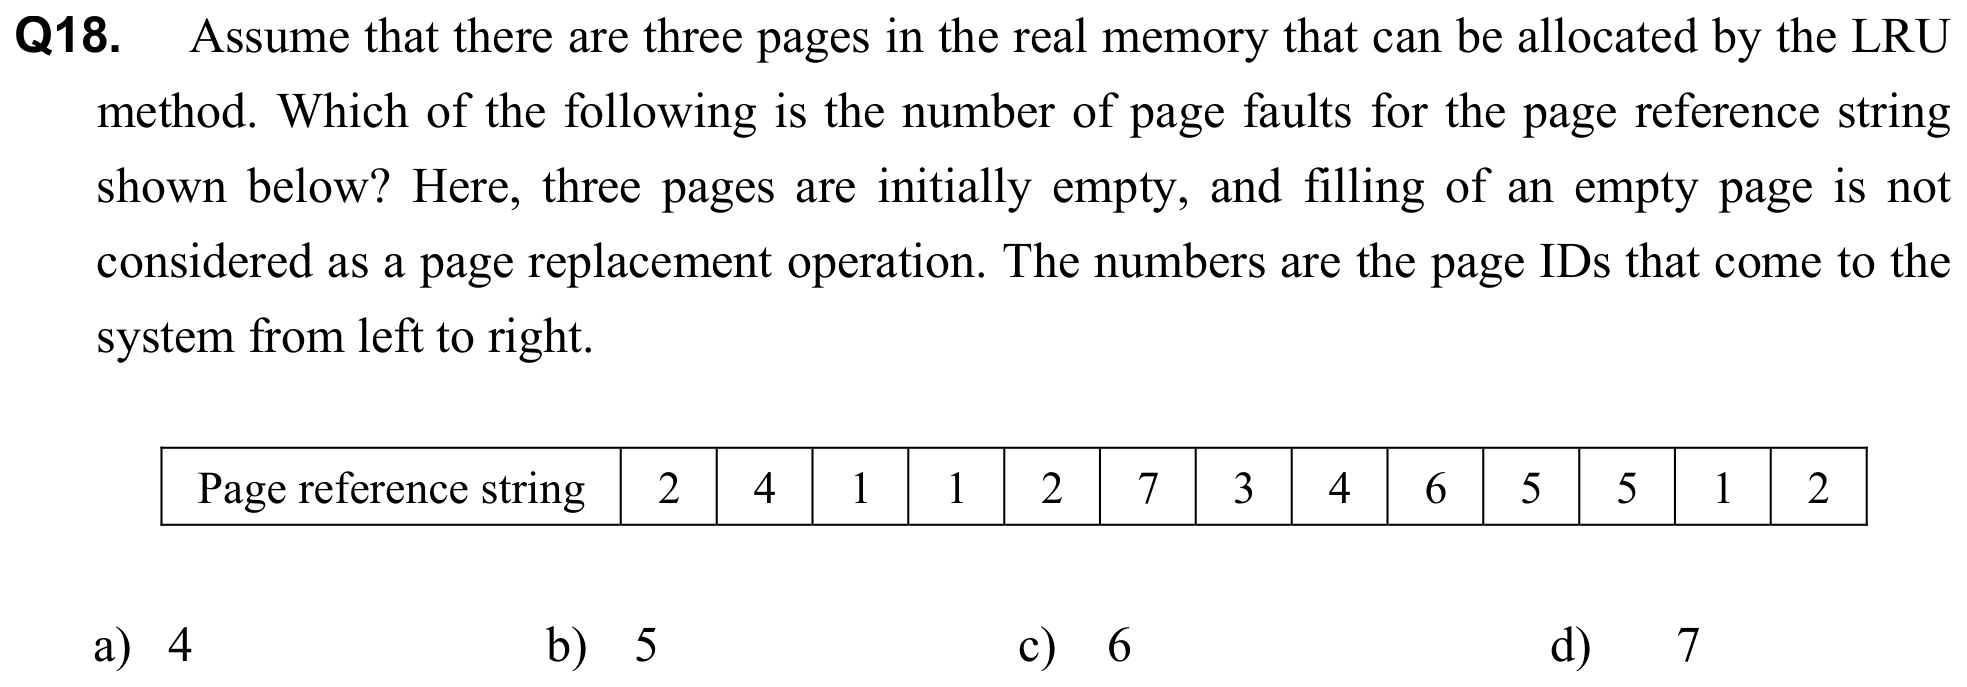 Q18. Assume that there are three pages in the real memory that can be allocated by the LRU
method. Which of the following is the number of page faults for the page reference string
shown below? Here, three pages are initially empty, and filling of an empty page is not
considered as a page replacement operation. The numbers are the page IDs that come to the
system from left to right.
Page reference string 2 4 1 1 2 7 3 4 6 5 5 1 2
a) 4 b) 5 c) 6 d) 7